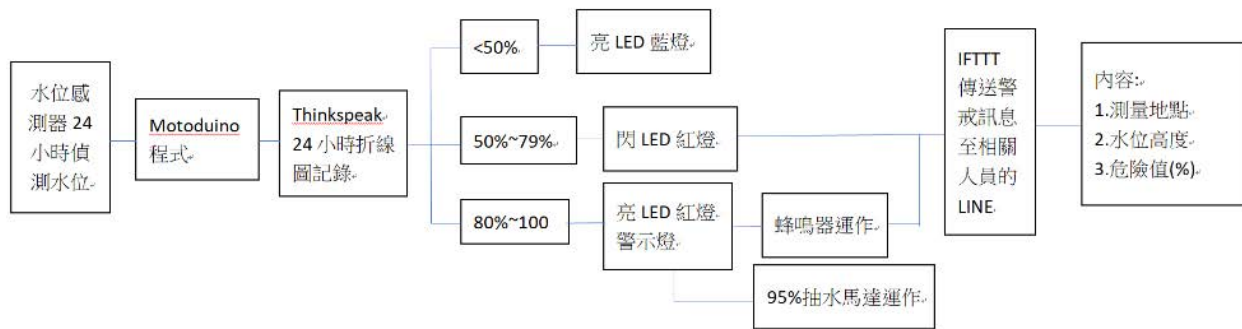 水位感
測器 24
小時偵
測水位
Motoduino
程式
Thinkspeak
24 小時折線
圖記錄
<50%
亮 LED 藍燈
50%~79%
閃 LED 紅燈
80%~100
亮 LED 紅燈
警示燈
蜂鳴器運作
95%抽水馬達運作
IFTTT
傳送警
戒訊息
至相關
人員的
LINE
內容:
1.測量地點
2.水位高度
3.危險值(%)